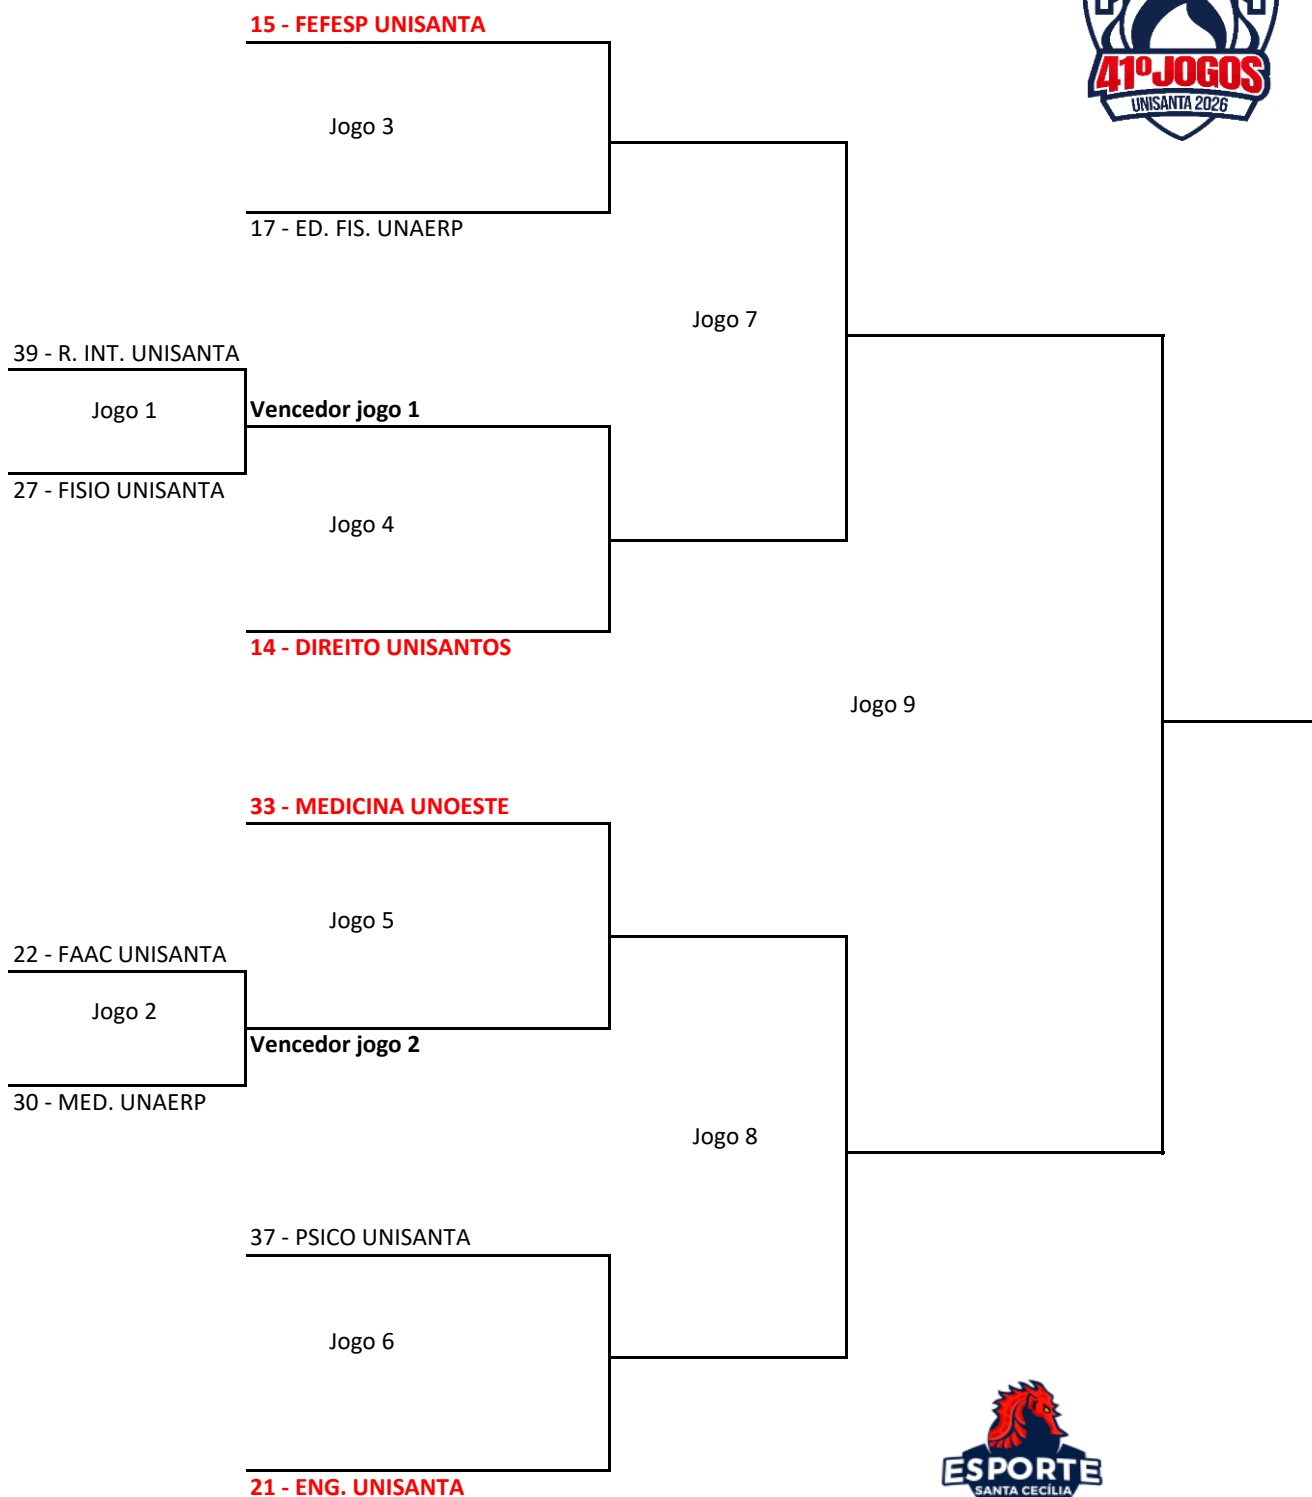 15 - FEFESP UNISANTA
41º JOGOS
UNISANTA 2026
Jogo 3
17 - ED. FIS. UNAERP
Jogo 7
39 - R. INT. UNISANTA
Jogo 1
Vencedor jogo 1
27 - FISIO UNISANTA
Jogo 4
14 - DIREITO UNISANTOS
Jogo 9
33 - MEDICINA UNOESTE
Jogo 5
22 - FAAC UNISANTA
Jogo 2
Vencedor jogo 2
30 - MED. UNAERP
Jogo 8
37 - PSICO UNISANTA
Jogo 6
21 - ENG. UNISANTA
ESPORTE
SANTA CECÍLIA